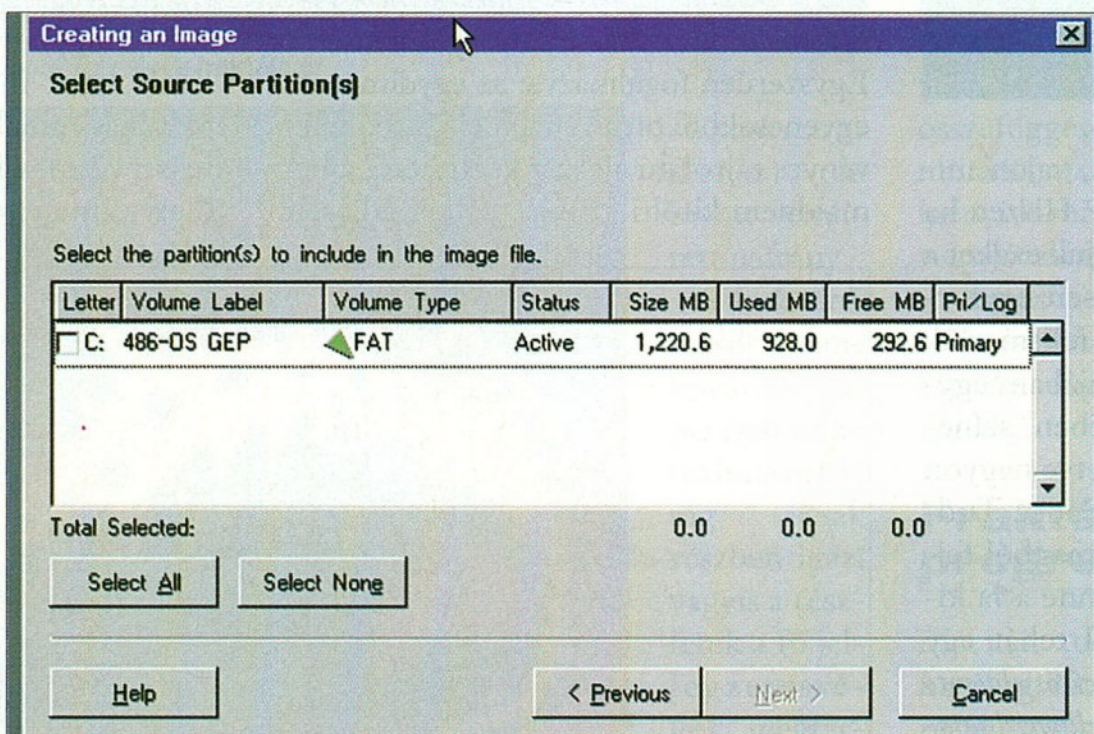 Creating an Image
Select Source Partition(s)
Select the partition(s) to include in the image file.
Letter Volume Label Volume Type Status Size MB Used MB Free MB Pri/Log
C: 486-OS GEP FAT Active 1,220.6 928.0 292.6 Primary
Total Selected: 0.0 0.0 0.0
Select All Select None
Help < Previous Next > Cancel